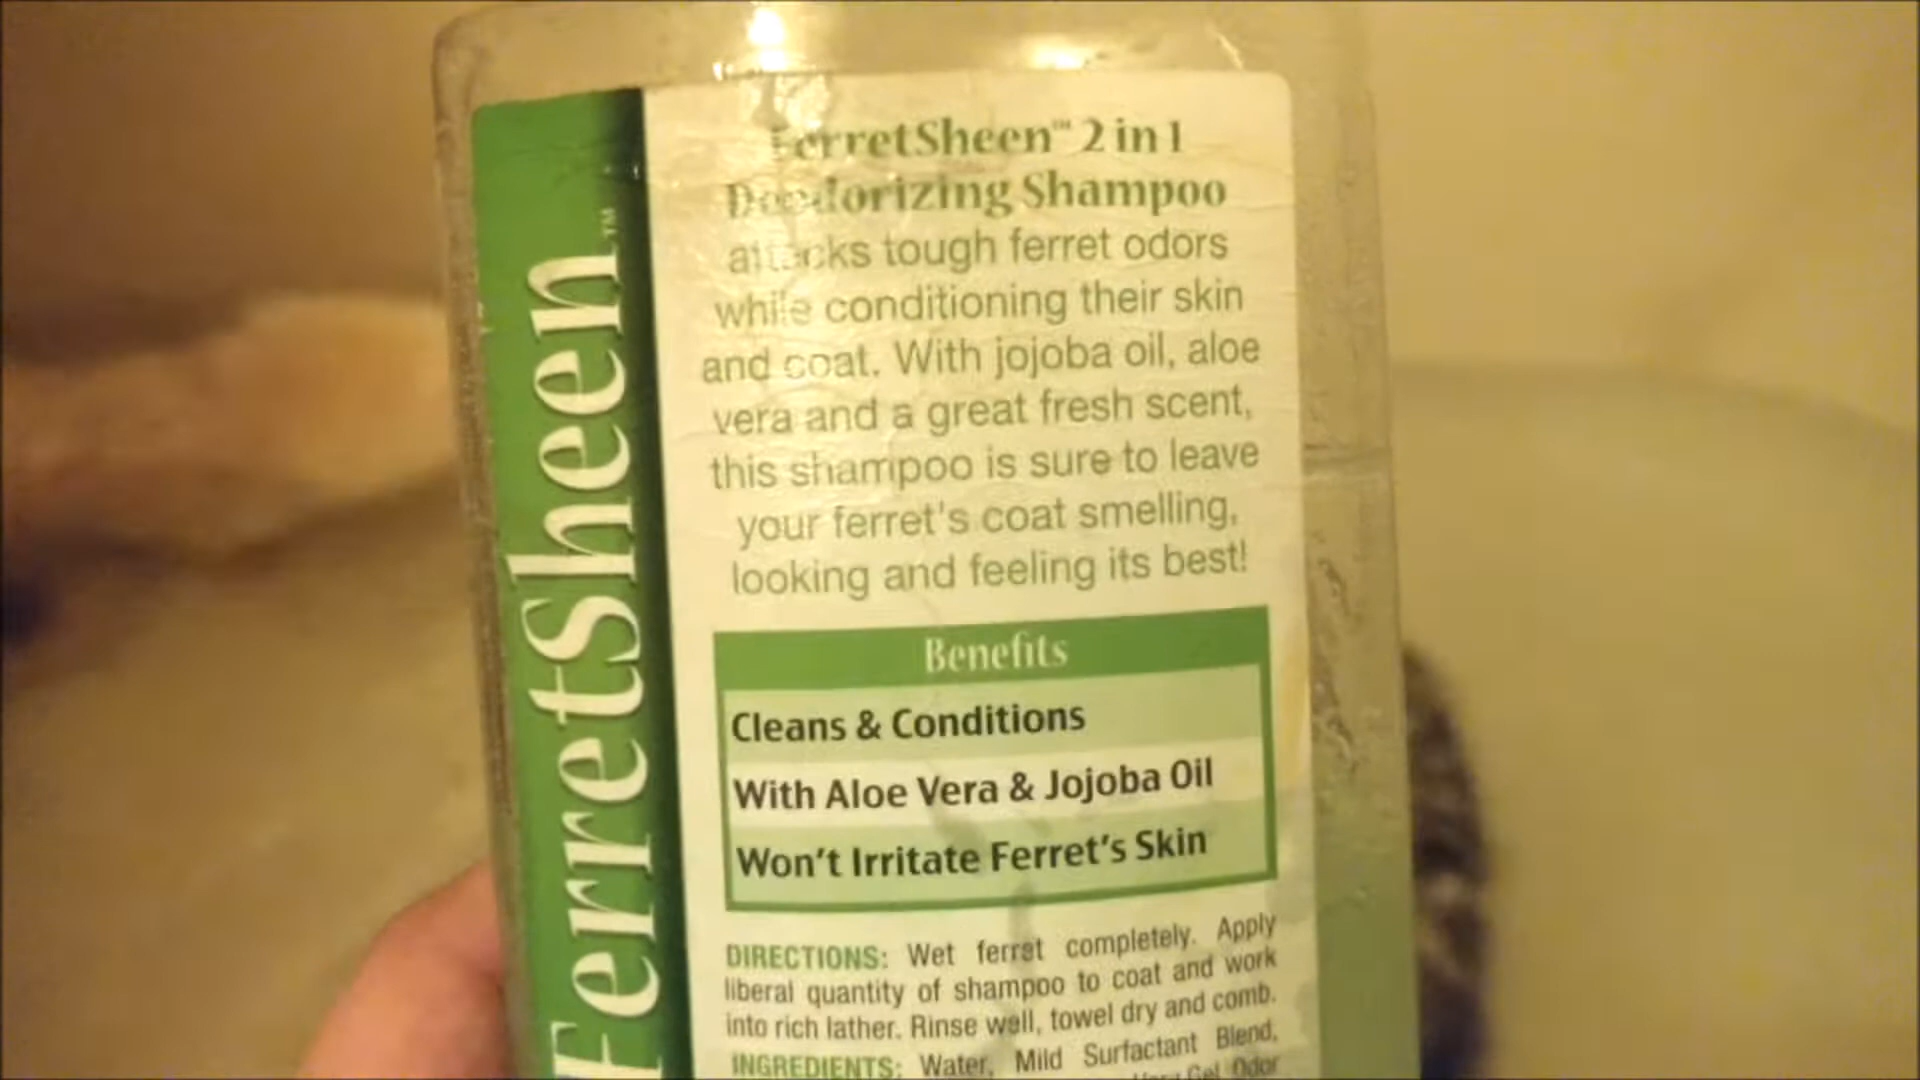 FerretSheen™
FerretSheen™ 2 in 1
Deodorizing Shampoo
attacks tough ferret odors
while conditioning their skin
and coat. With jojoba oil, aloe
vera and a great fresh scent,
this shampoo is sure to leave
your ferret's coat smelling,
looking and feeling its best!
Benefits
Cleans & Conditions
With Aloe Vera & Jojoba Oil
Won't Irritate Ferret's Skin
DIRECTIONS: Wet ferret completely. Apply
liberal quantity of shampoo to coat and work
into rich lather. Rinse well, towel dry and comb.
INGREDIENTS: Water, Mild Surfactant Blend,
Gel, Odor